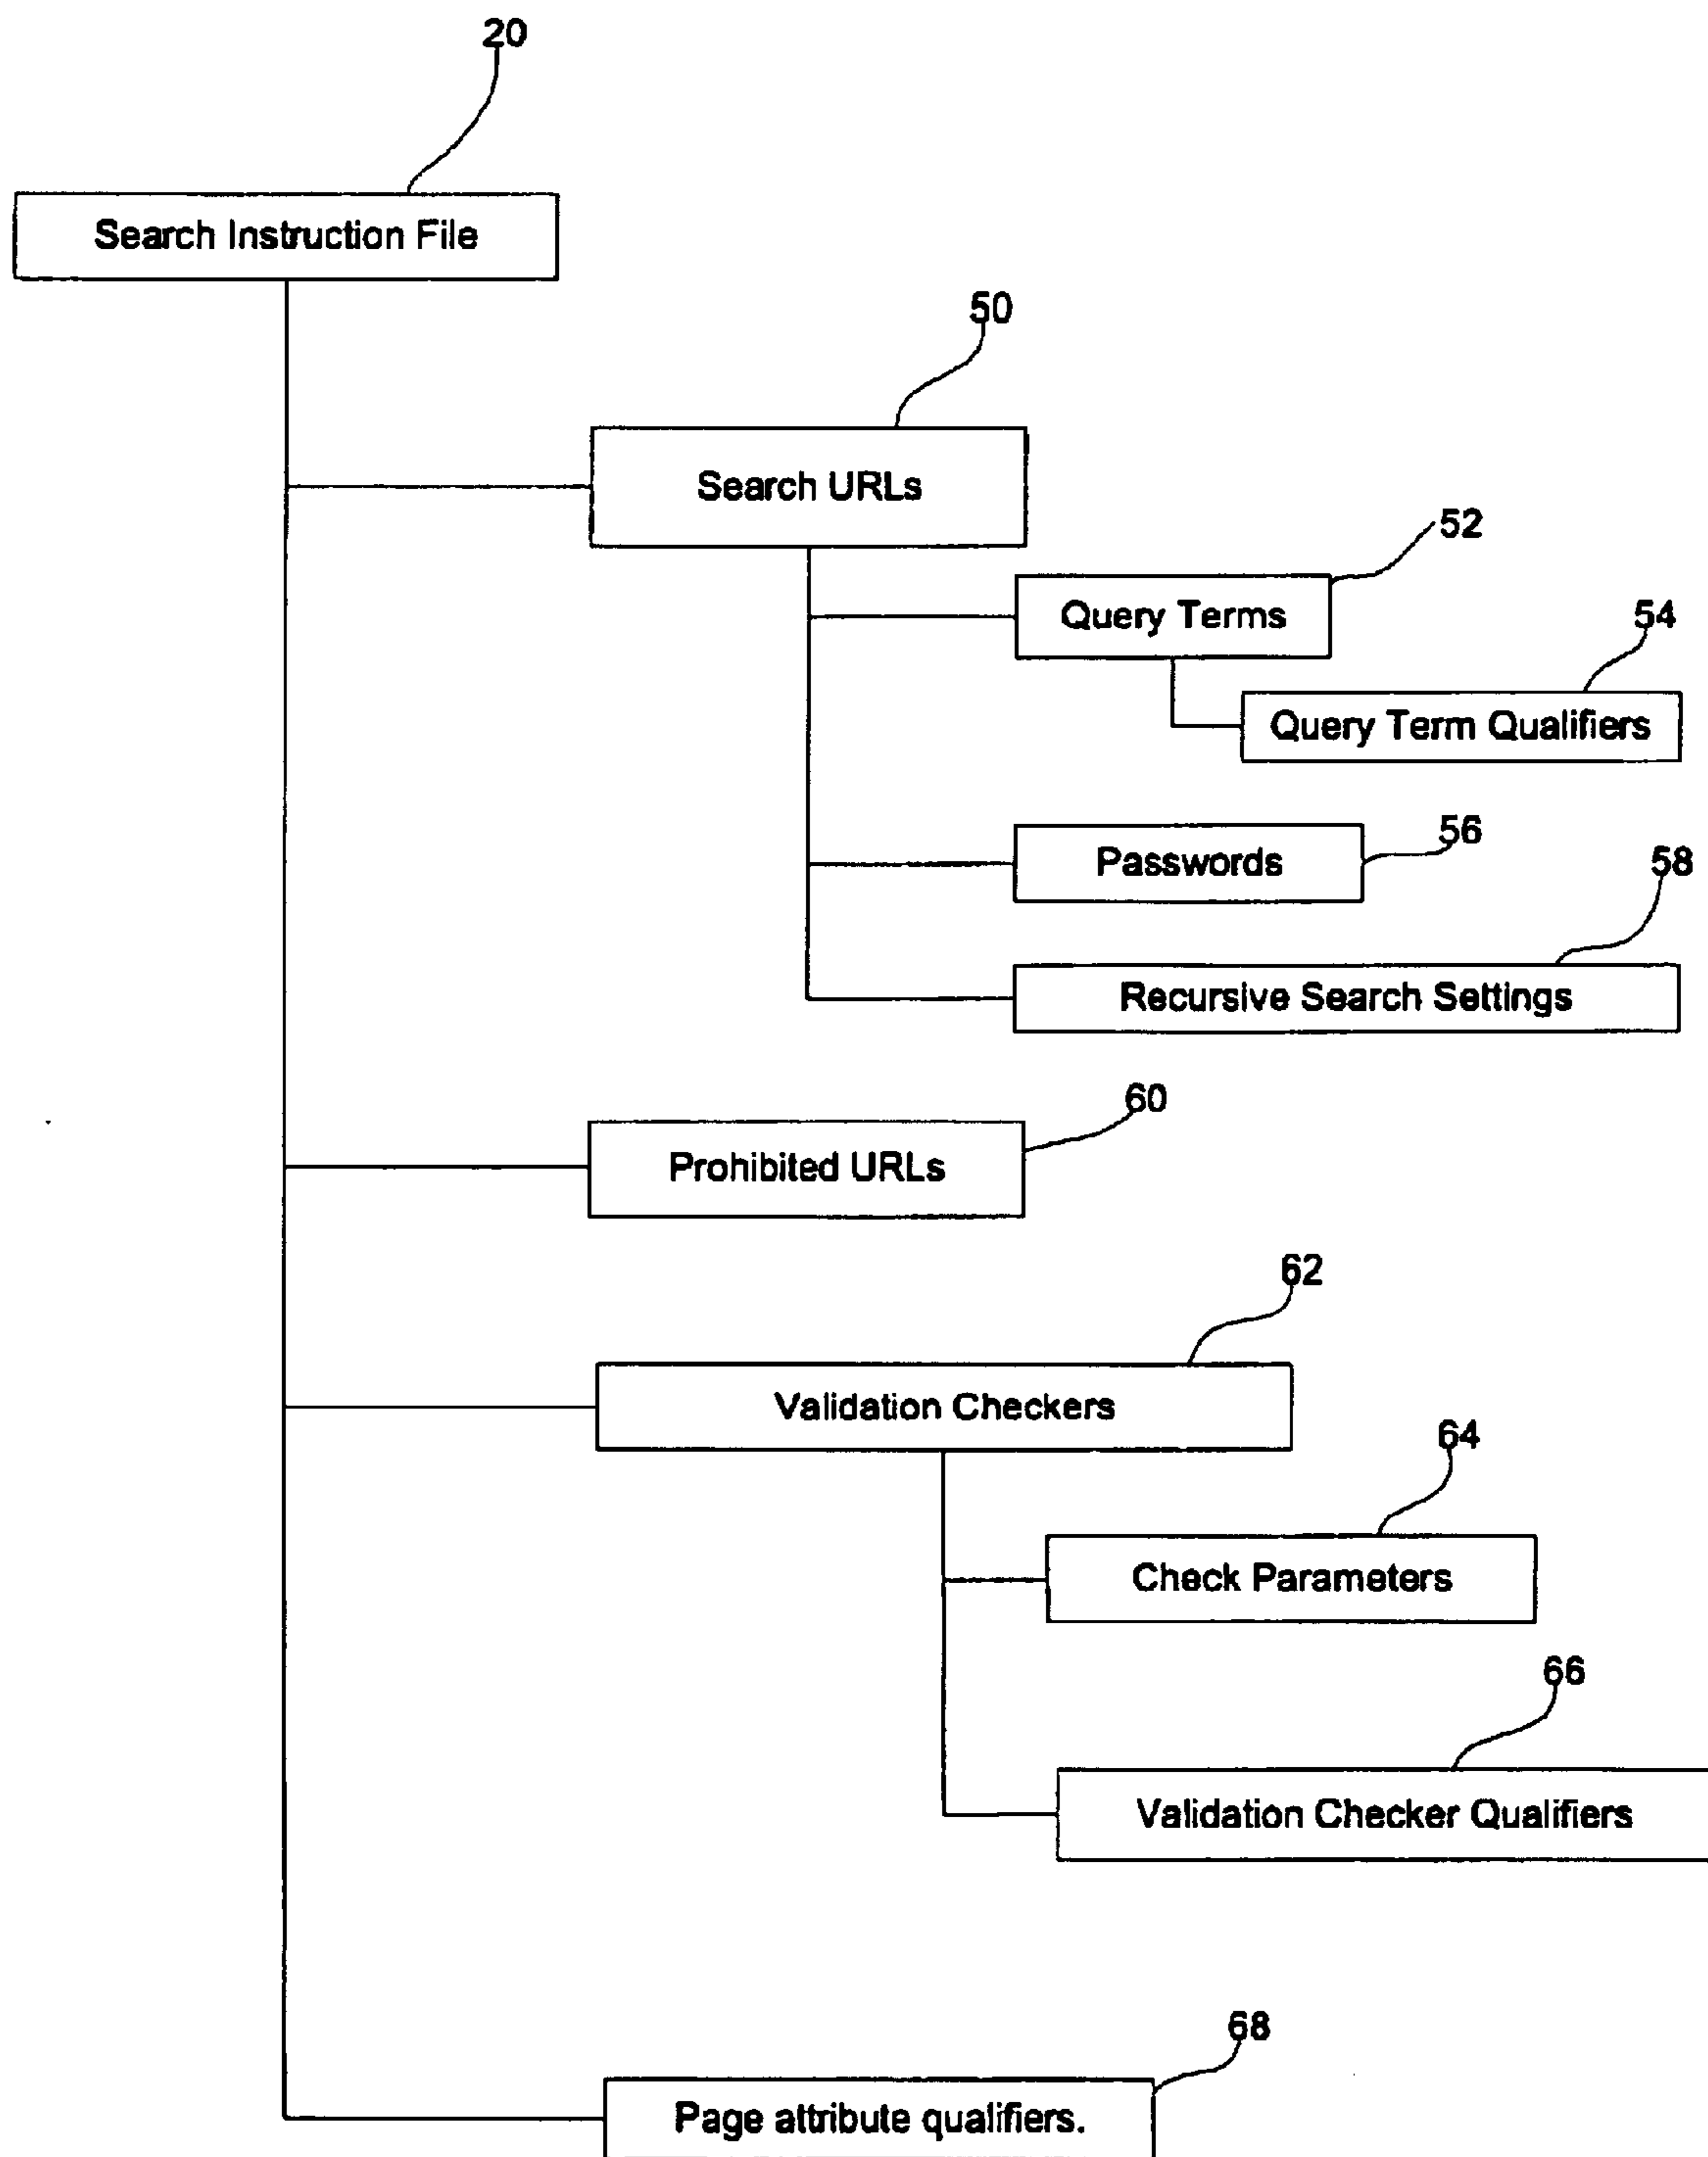 20
Search Instruction File
50
Search URLs
52
Query Terms
54
Query Term Qualifiers
56
Passwords
58
Recursive Search Settings
60
Prohibited URLs
62
Validation Checkers
64
Check Parameters
66
Validation Checker Qualifiers
68
Page attribute qualifiers.